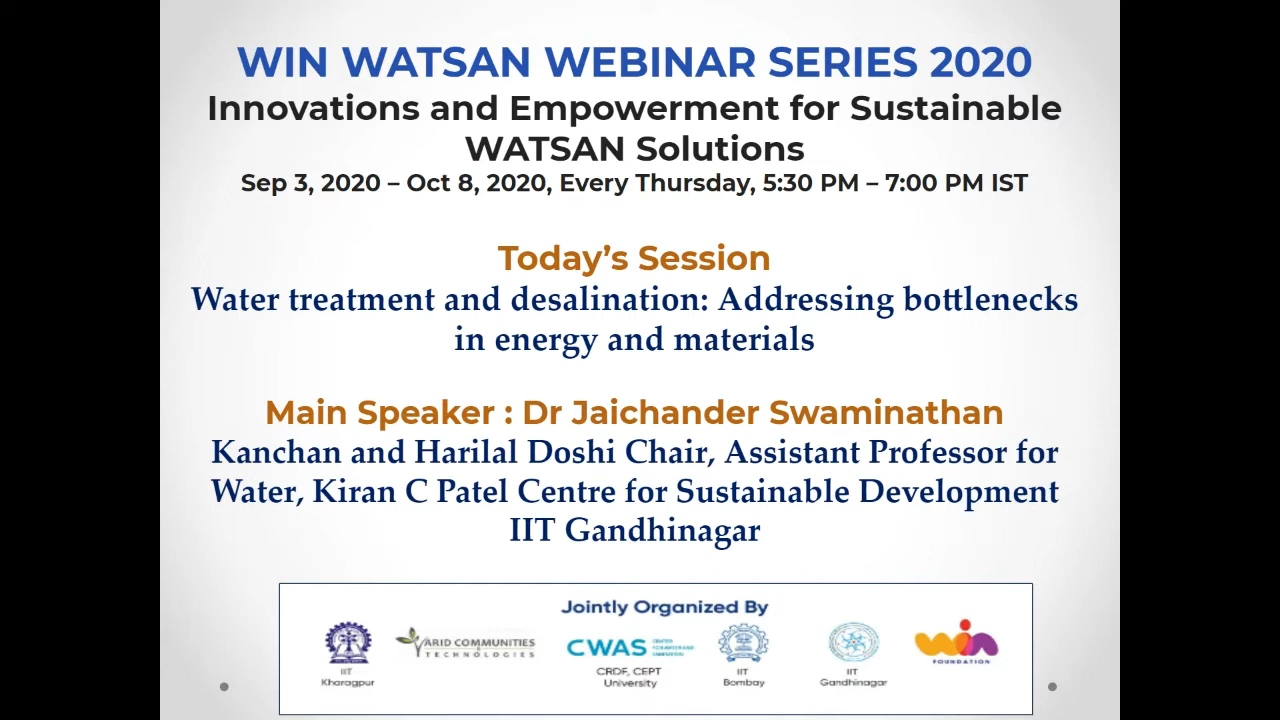 WIN WATSAN WEBINAR SERIES 2020
Innovations and Empowerment for Sustainable
WATSAN Solutions
Sep 3, 2020 – Oct 8, 2020, Every Thursday, 5:30 PM – 7:00 PM IST
Today's Session
Water treatment and desalination: Addressing bottlenecks
in energy and materials
Main Speaker : Dr Jaichander Swaminathan
Kanchan and Harilal Doshi Chair, Assistant Professor for
Water, Kiran C Patel Centre for Sustainable Development
IIT Gandhinagar
Jointly Organized By
IIT
Kharagpur
ARID COMMUNITIES
TECHNOLOGIES
CWAS
CRDF, CEPT
University
IIT
Bombay
IIT
Gandhinagar
win
FOUNDATION